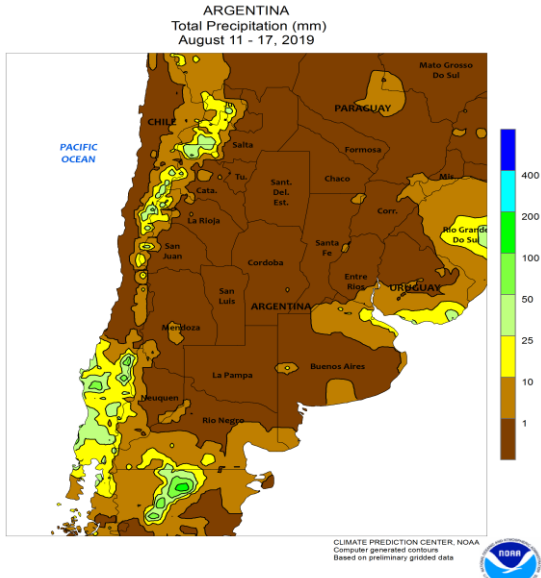 ARGENTINA
Total Precipitation (mm)
August 11 - 17, 2019
Mato Grosso
Do Sul
PARAGUAY
CHILE
PACIFIC
OCEAN
Salta
Formosa
Tu.
Chaco
Mis.
Cata.
Sant.
Del.
Est.
Corr.
La Rioja
Rio Grande
Do Sul
San
Juan
Santa
Fe
Cordoba
Entre
Rios
URUGUAY
San
Luis
ARGENTINA
Mendoza
Buenos Aires
La Pampa
Neuquen
Rio Negro
400
200
100
50
25
10
1
CLIMATE PREDICTION CENTER, NOAA
Computer generated contours
Based on preliminary gridded data
NOAA